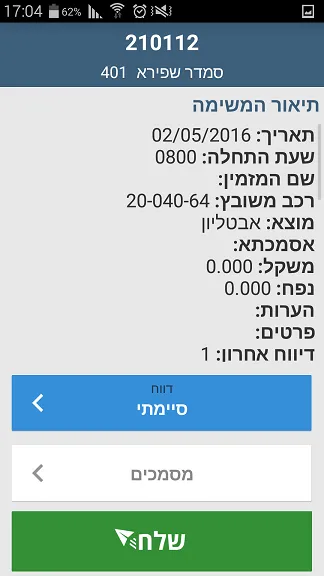 17:04 62%
210112
סמדר שפירא 401
תיאור המשימה
תאריך: 02/05/2016
שעת התחלה: 0800
שם המזמין:
רכב משובץ: 20-040-64
מוצא: אבטליון
אסמכתא:
משקל: 0.000
נפח: 0.000
הערות:
פרטים:
דיווח אחרון: 1
דווח
סיימתי
מסמכים
שלח